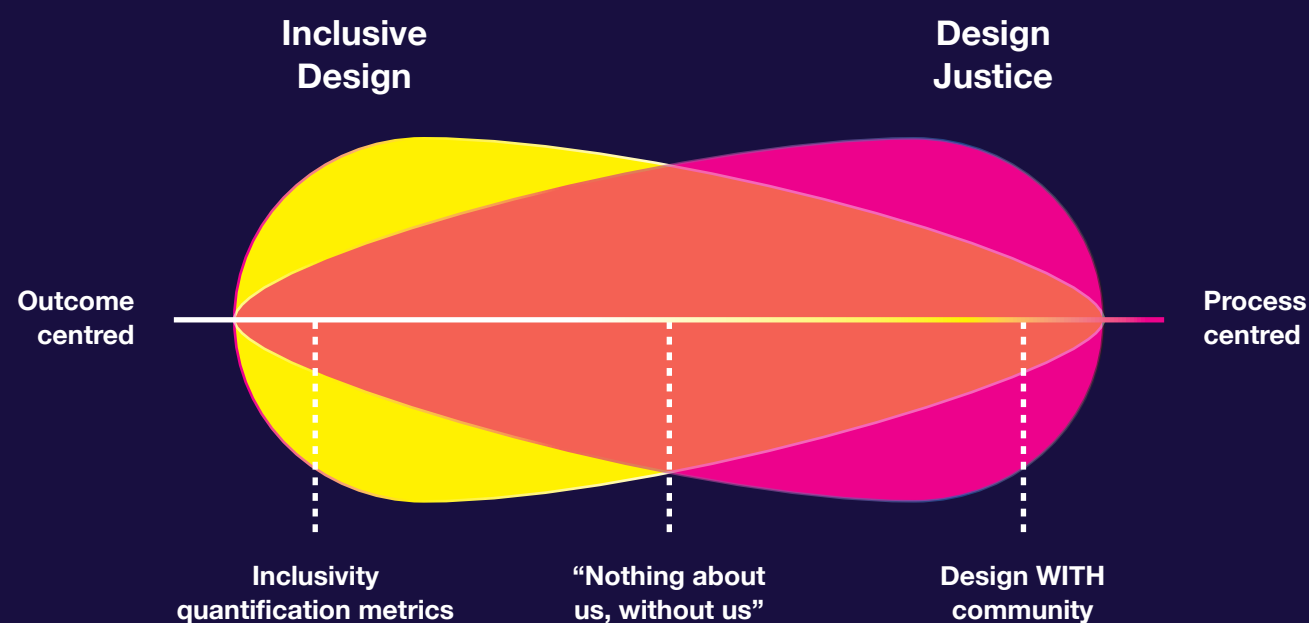 Inclusive
Design
Design
Justice
Outcome
centred
Process
centred
Inclusivity
quantification metrics
“Nothing about
us, without us”
Design WITH
community